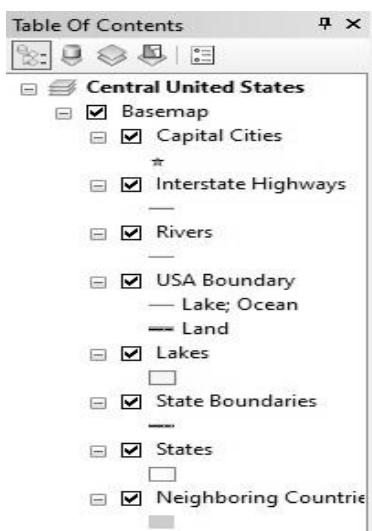 Table Of Contents
Central United States
Basemap
Capital Cities
Interstate Highways
Rivers
USA Boundary
Lake; Ocean
Land
Lakes
State Boundaries
States
Neighboring Countrie